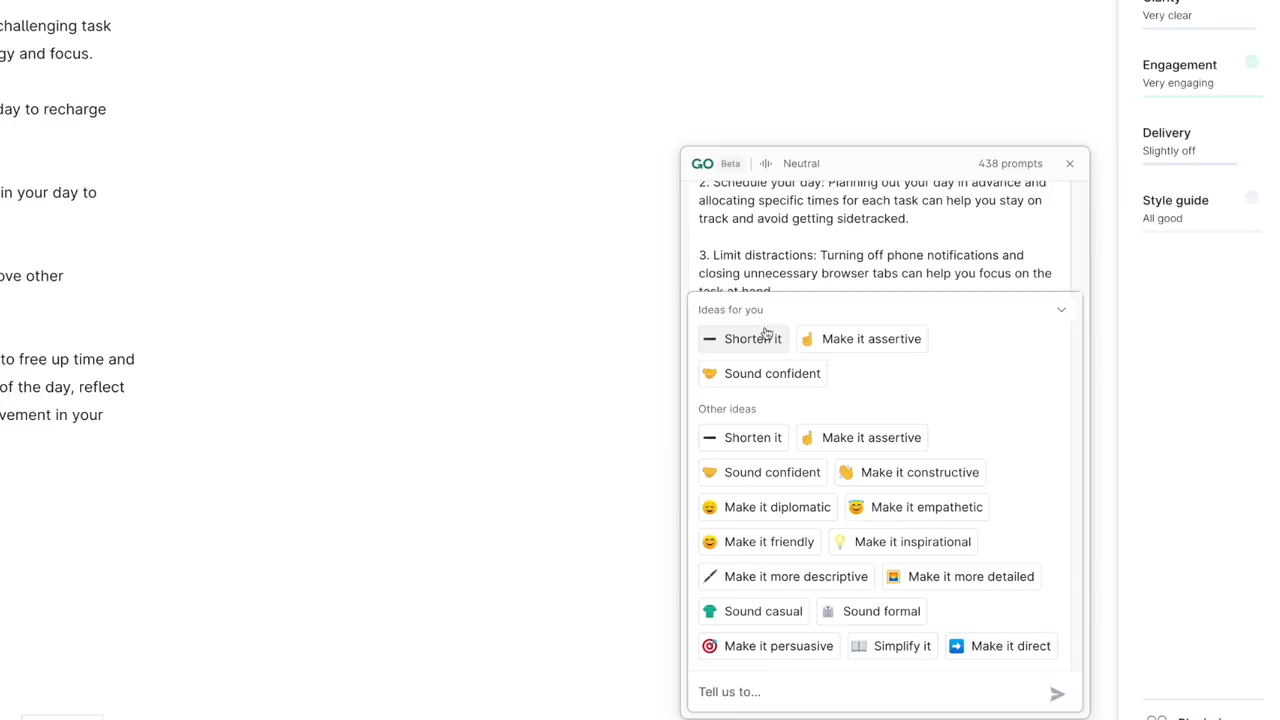 challenging task
gy and focus.
day to recharge
in your day to
ove other
to free up time and
of the day, reflect
vement in your
GO Beta Neutral 438 prompts
2. Schedule your day: Planning out your day in advance and
allocating specific times for each task can help you stay on
track and avoid getting sidetracked.
3. Limit distractions: Turning off phone notifications and
closing unnecessary browser tabs can help you focus on the
task at hand
Ideas for you
Shorten it Make it assertive
Sound confident
Other ideas
Shorten it Make it assertive
Sound confident Make it constructive
Make it diplomatic Make it empathetic
Make it friendly Make it inspirational
Make it more descriptive Make it more detailed
Sound casual Sound formal
Make it persuasive Simplify it Make it direct
Tell us to...
Clarity
Very clear
Engagement
Very engaging
Delivery
Slightly off
Style guide
All good